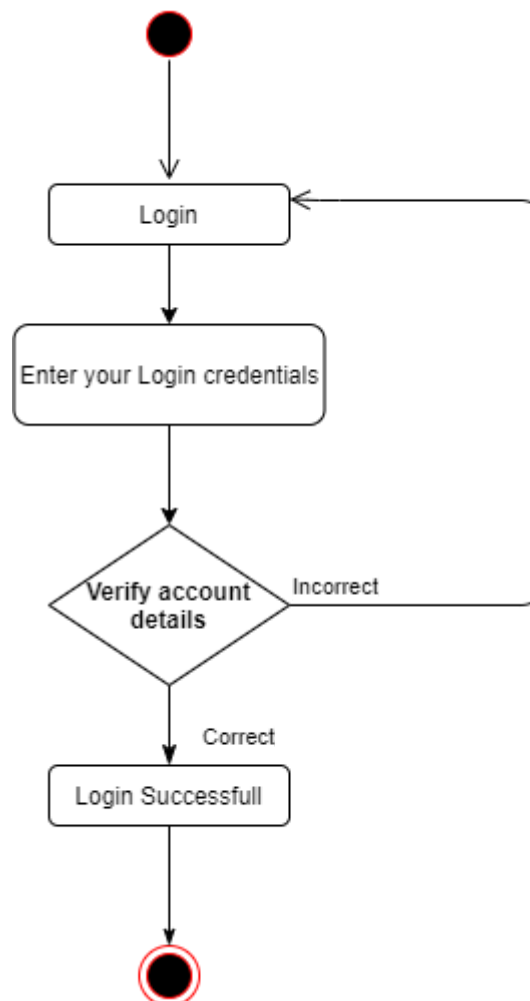 Login
Enter your Login credentials
Verify account
details
Incorrect
Correct
Login Successfull